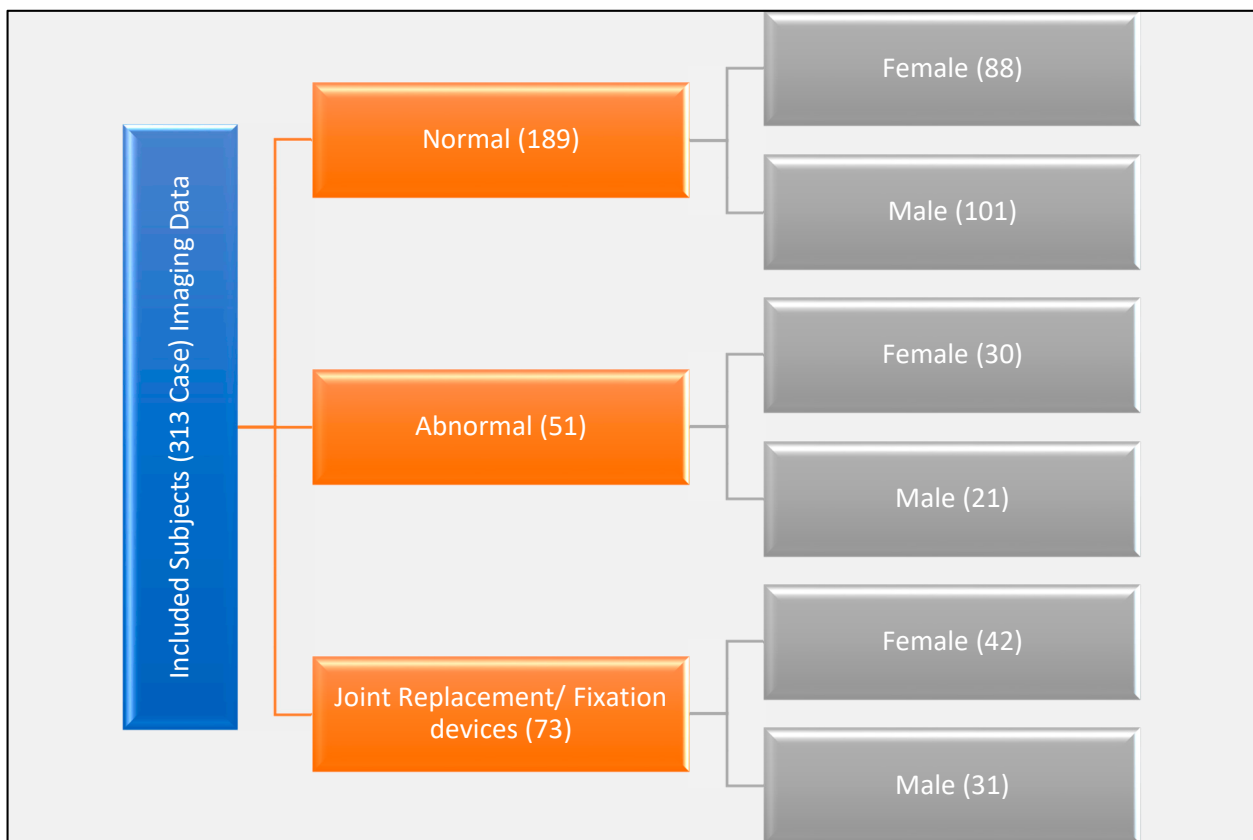 Included Subjects (313 Case) Imaging Data
Normal (189)
Female (88)
Male (101)
Abnormal (51)
Female (30)
Male (21)
Joint Replacement/ Fixation
devices (73)
Female (42)
Male (31)